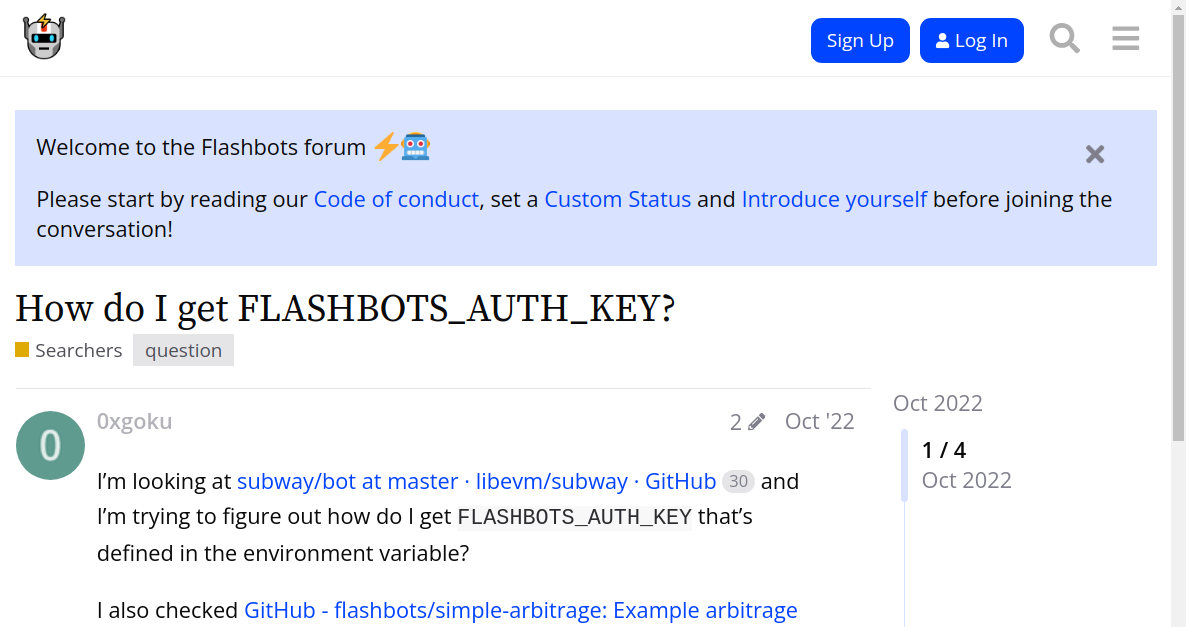 Sign Up
Log In
Welcome to the Flashbots forum
Please start by reading our Code of conduct, set a Custom Status and Introduce yourself before joining the
conversation!
How do I get FLASHBOTS_AUTH_KEY?
Searchers question
0
0xgoku
2 Oct '22
I’m looking at subway/bot at master · libevm/subway · GitHub 30 and
I’m trying to figure out how do I get FLASHBOTS_AUTH_KEY that’s
defined in the environment variable?
I also checked GitHub - flashbots/simple-arbitrage: Example arbitrage
Oct 2022
1 / 4
Oct 2022